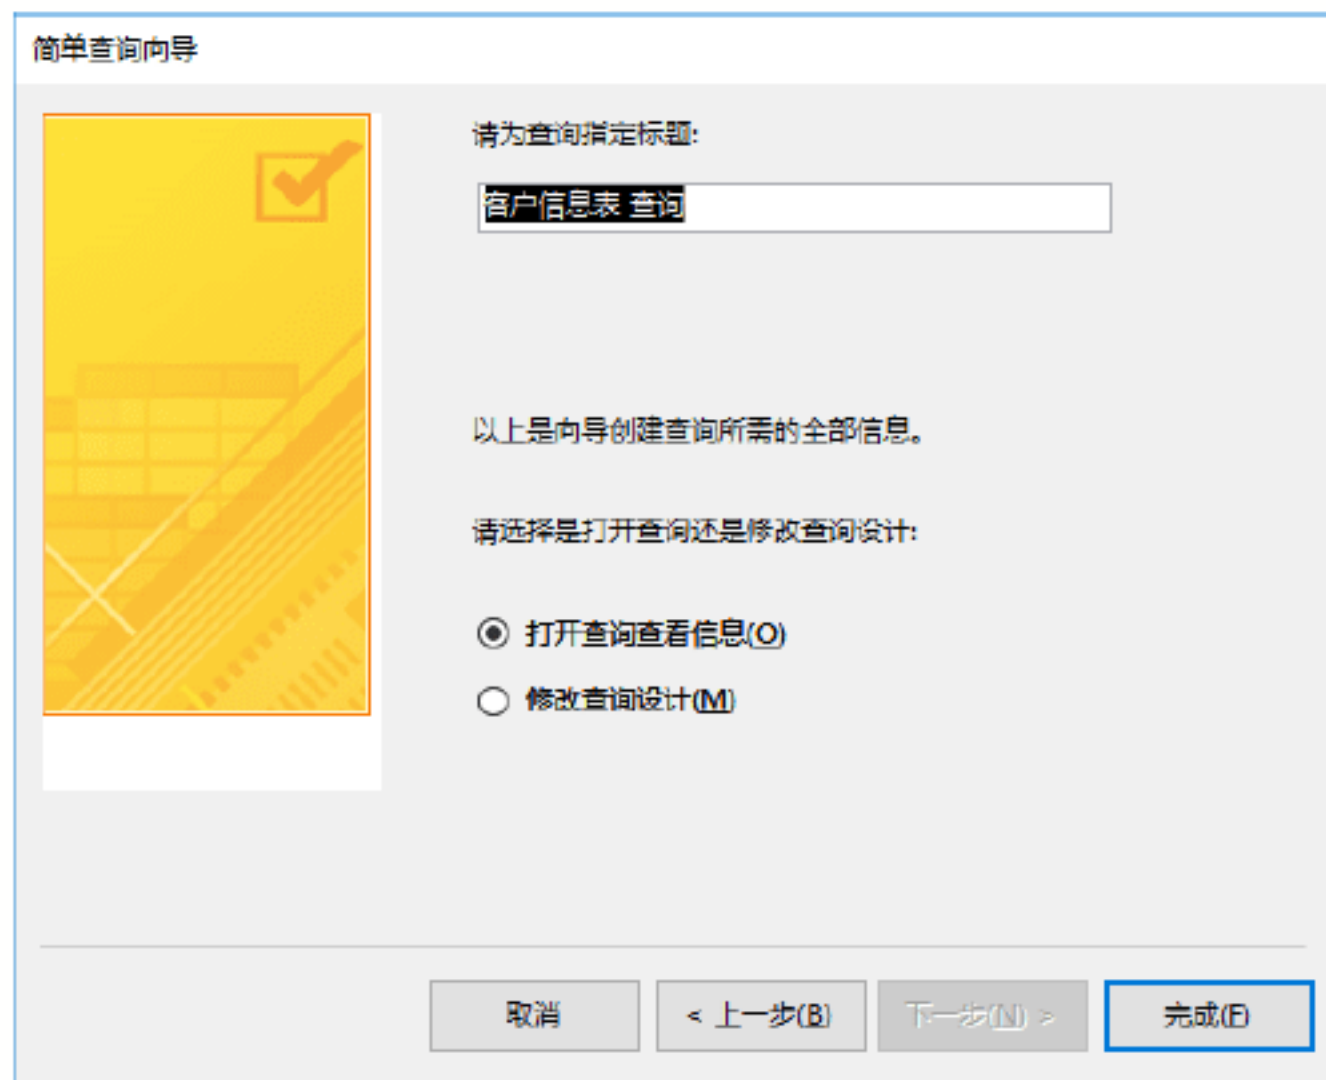 简单查询向导
请为查询指定标题:
客户信息表 查询
以上是向导创建查询所需的全部信息。
请选择是打开查询还是修改查询设计:
打开查询查看信息(O)
修改查询设计(M)
取消
< 上一步(B)
下一步(N) >
完成(F)